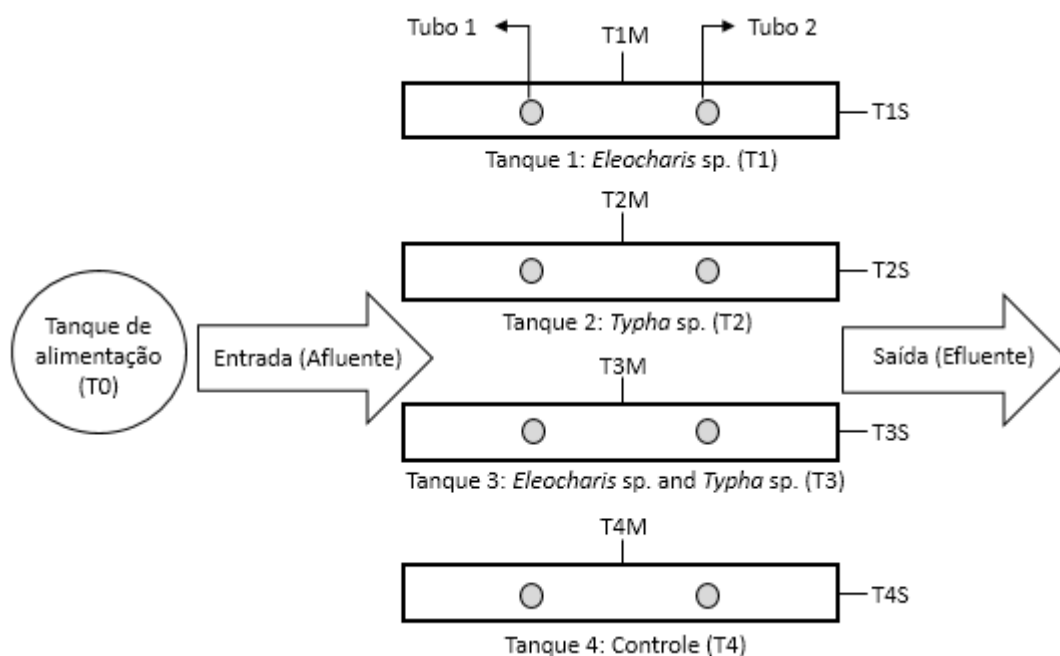 Tubo 1
Tubo 2
T1M
T1S
Tanque 1: Eleocharis sp. (T1)
T2M
T2S
Tanque 2: Typha sp. (T2)
Tanque de
alimentação
(T0)
Entrada (Afluente)
Saída (Efluente)
T3M
T3S
Tanque 3: Eleocharis sp. and Typha sp. (T3)
T4M
T4S
Tanque 4: Controle (T4)